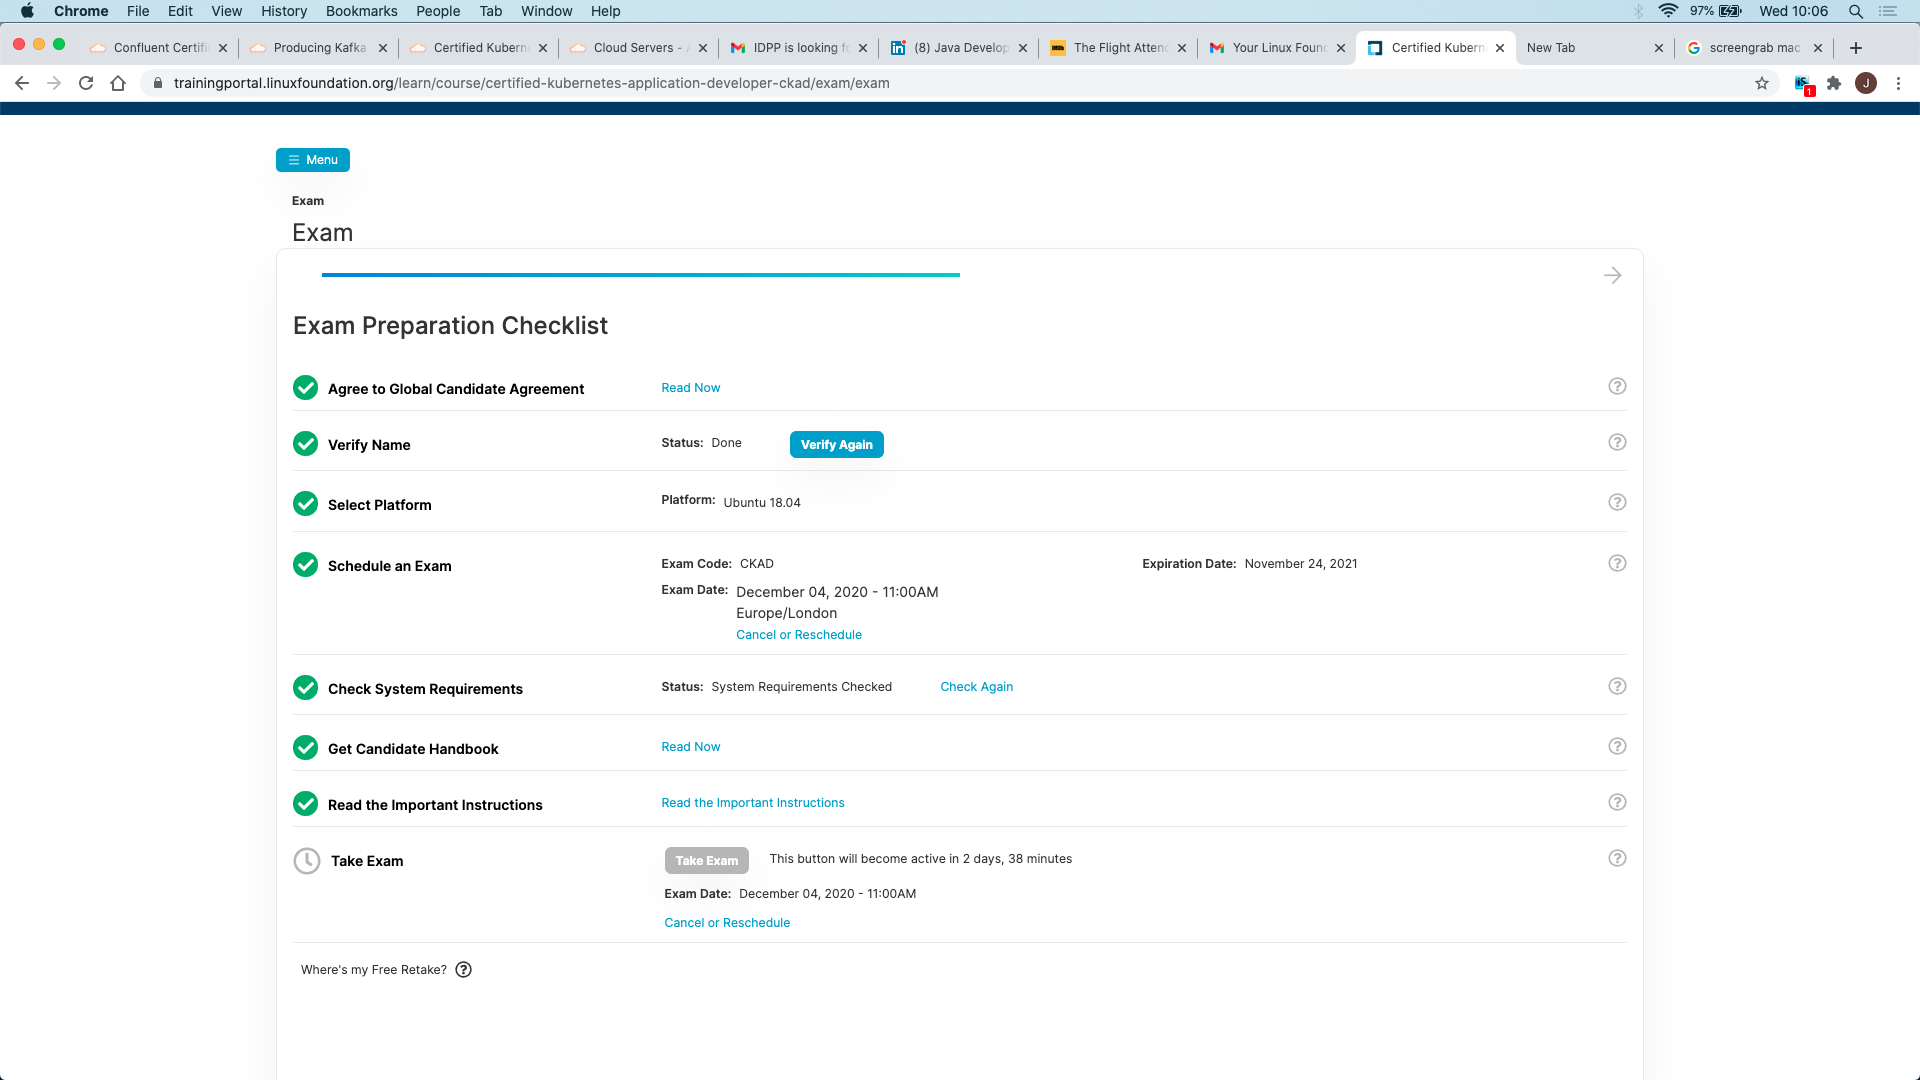 Chrome File Edit View History Bookmarks People Tab Window Help 97% Wed 10:06
Confluent Certifi Producing Kafka Certified Kubern Cloud Servers - IDPP is looking fo (8) Java Develop The Flight Atten Your Linux Foun Certified Kubern New Tab screengrab mac
trainingportal.linuxfoundation.org/learn/course/certified-kubernetes-application-developer-ckad/exam/exam 1 J
Menu
Exam
Exam
Exam Preparation Checklist
Agree to Global Candidate Agreement Read Now
Verify Name Status: Done Verify Again
Select Platform Platform: Ubuntu 18.04
Schedule an Exam Exam Code: CKAD Expiration Date: November 24, 2021
Exam Date: December 04, 2020 - 11:00AM
Europe/London
Cancel or Reschedule
Check System Requirements Status: System Requirements Checked Check Again
Get Candidate Handbook Read Now
Read the Important Instructions Read the Important Instructions
Take Exam Take Exam This button will become active in 2 days, 38 minutes
Exam Date: December 04, 2020 - 11:00AM
Cancel or Reschedule
Where's my Free Retake?